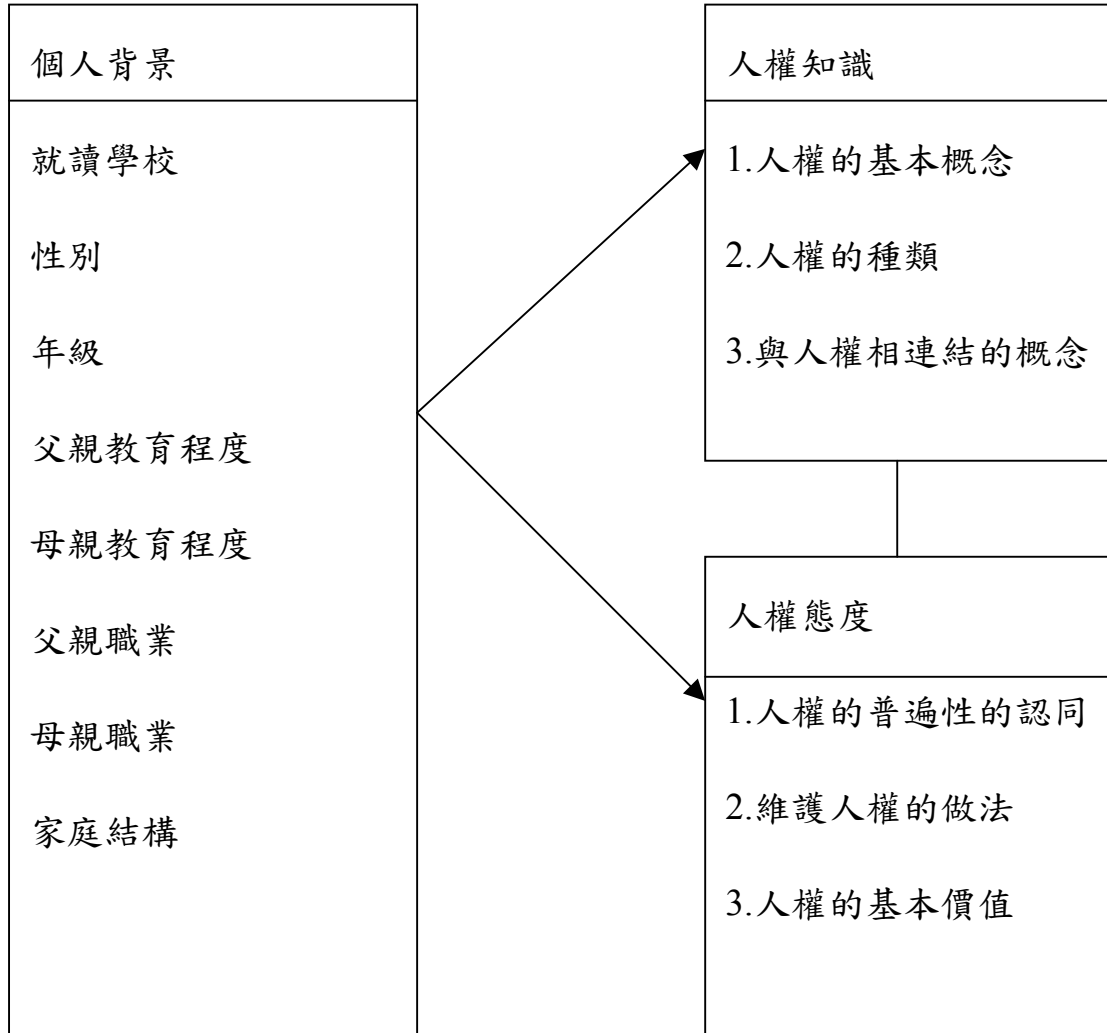 個人背景
就讀學校
性別
年級
父親教育程度
母親教育程度
父親職業
母親職業
家庭結構
人權知識
1.人權的基本概念
2.人權的種類
3.與人權相連結的概念
人權態度
1.人權的普遍性的認同
2.維護人權的做法
3.人權的基本價值